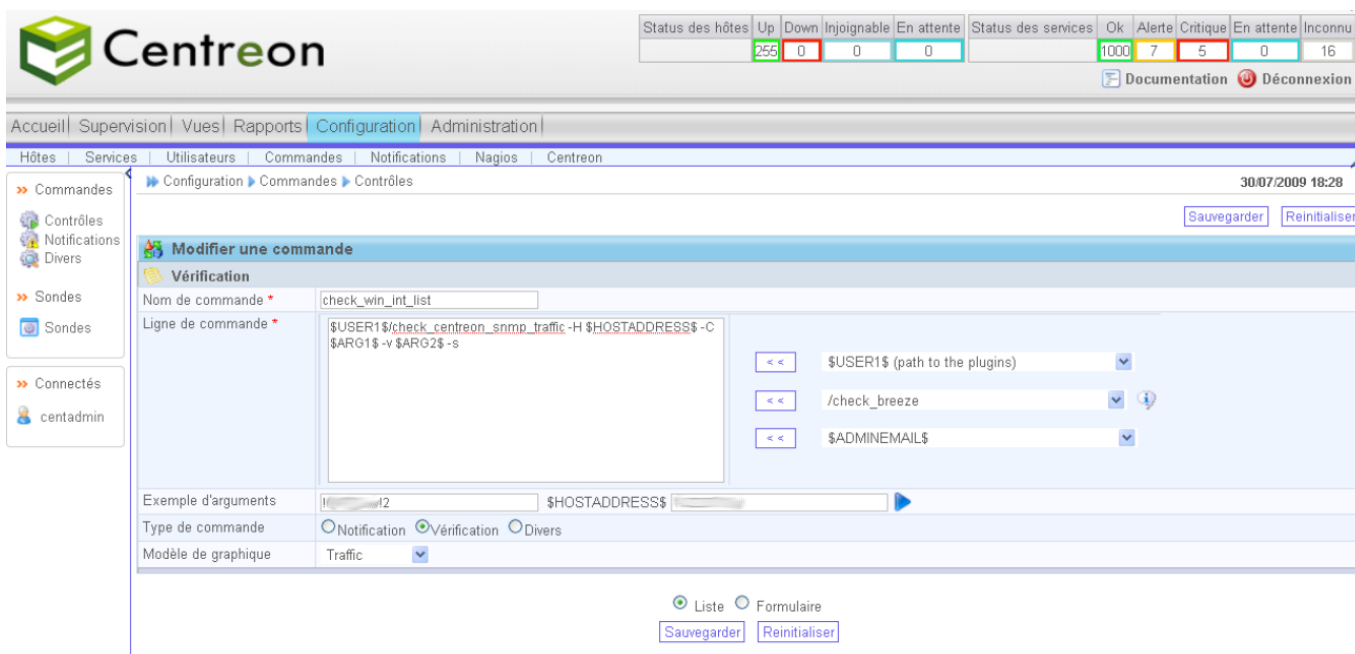 Centreon
Status des hôtes Up Down Injoignable En attente Status des services Ok Alerte Critique En attente Inconnu
255 0 0 0 1000 7 5 0 16
Documentation Déconnexion
Accueil Supervision Vues Rapports Configuration Administration
Hôtes | Services | Utilisateurs | Commandes | Notifications | Nagios | Centreon
Configuration Commandes Contrôles 30/07/2009 18:28
Commandes
Contrôles
Notifications
Divers
Sondes
Sondes
Connectés
centadmin
Sauvegarder Reinitialiser
Modifier une commande
Vérification
Nom de commande * check_win_int_list
Ligne de commande * $USER1$/check_centreon_snmp_traffic -H $HOSTADDRESS$ -C
$ARG1$ -v $ARG2$ -s
<< $USER1$ (path to the plugins)
<< /check_breeze
<< $ADMINEMAIL$
Exemple d'arguments !2 $HOSTADDRESS$
Type de commande Notification Vérification Divers
Modèle de graphique Traffic
Liste Formulaire
Sauvegarder Reinitialiser